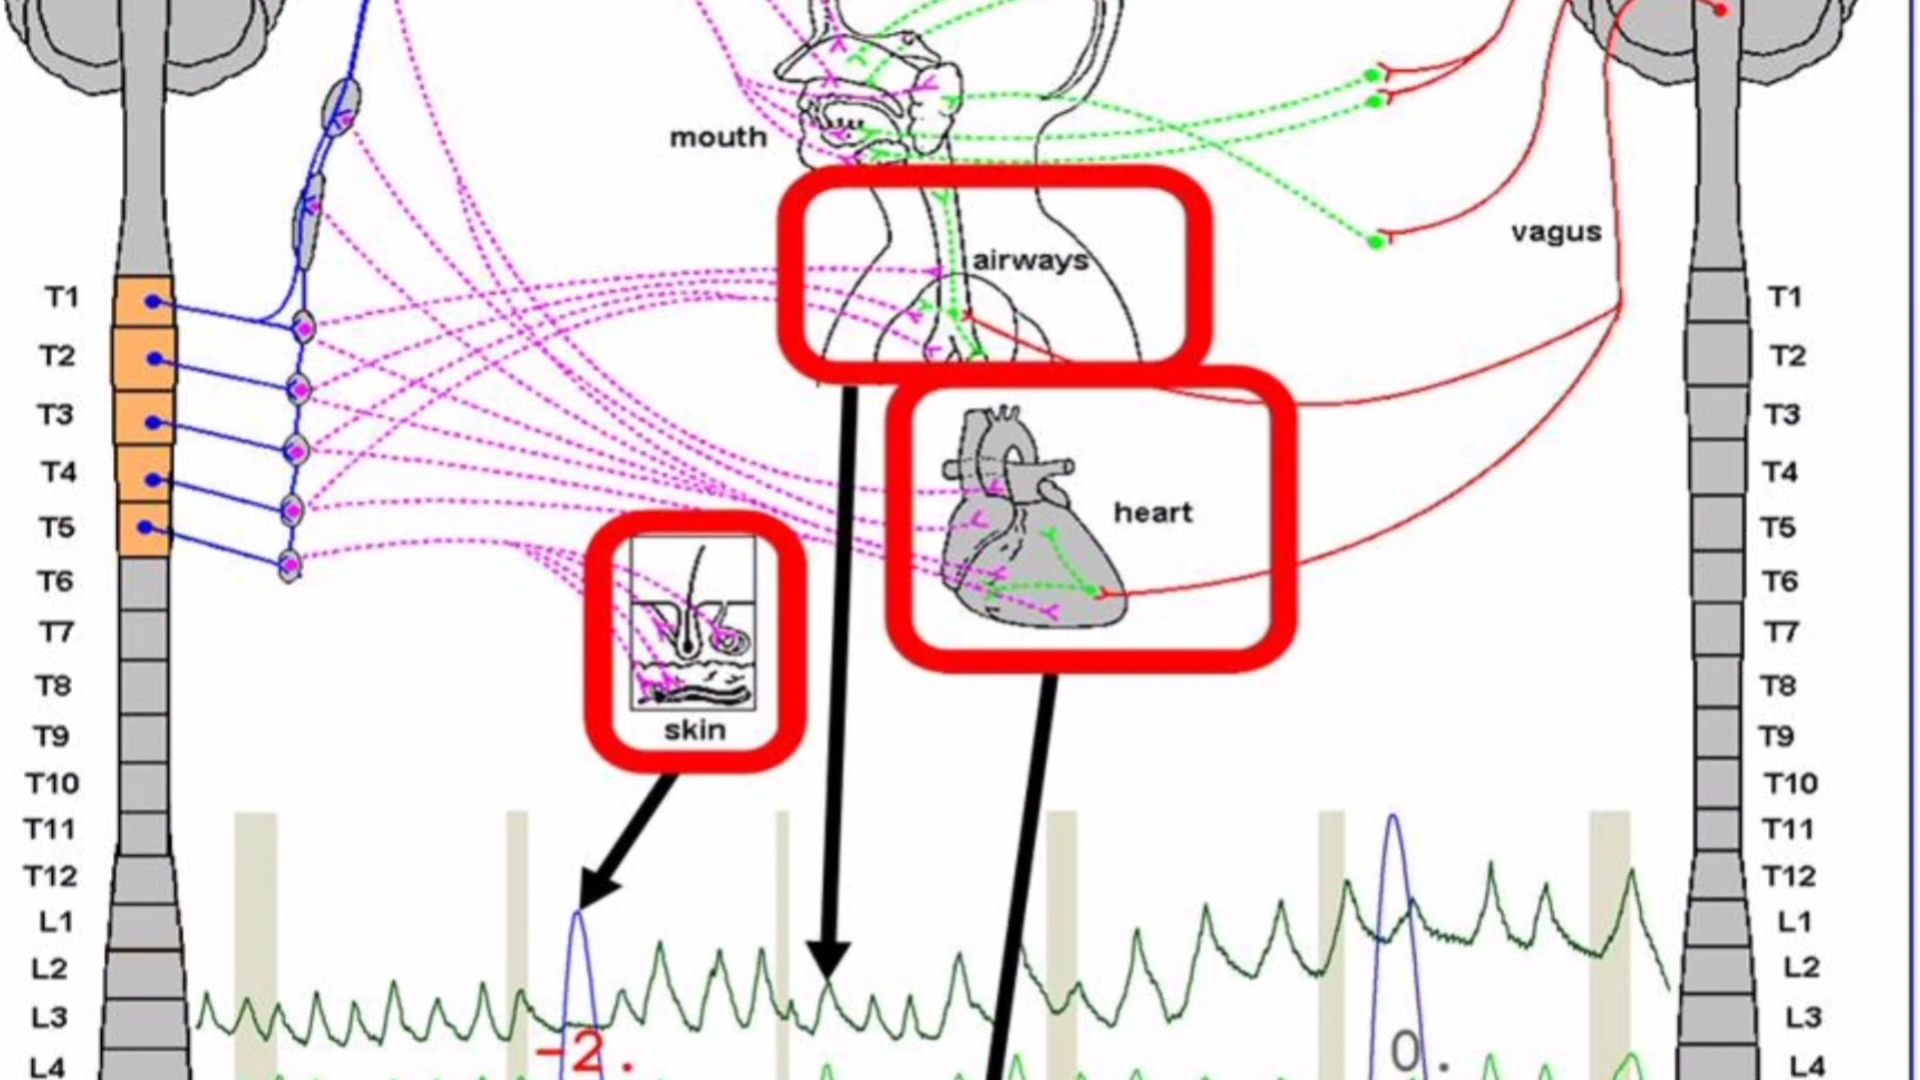 mouth
airways
vagus
T1
T2
T3
T4
T5
T6
T7
T8
T9
T10
T11
T12
L1
L2
L3
L4
heart
skin
T1
T2
T3
T4
T5
T6
T7
T8
T9
T10
T11
T12
L1
L2
L3
L4
-2.
0.